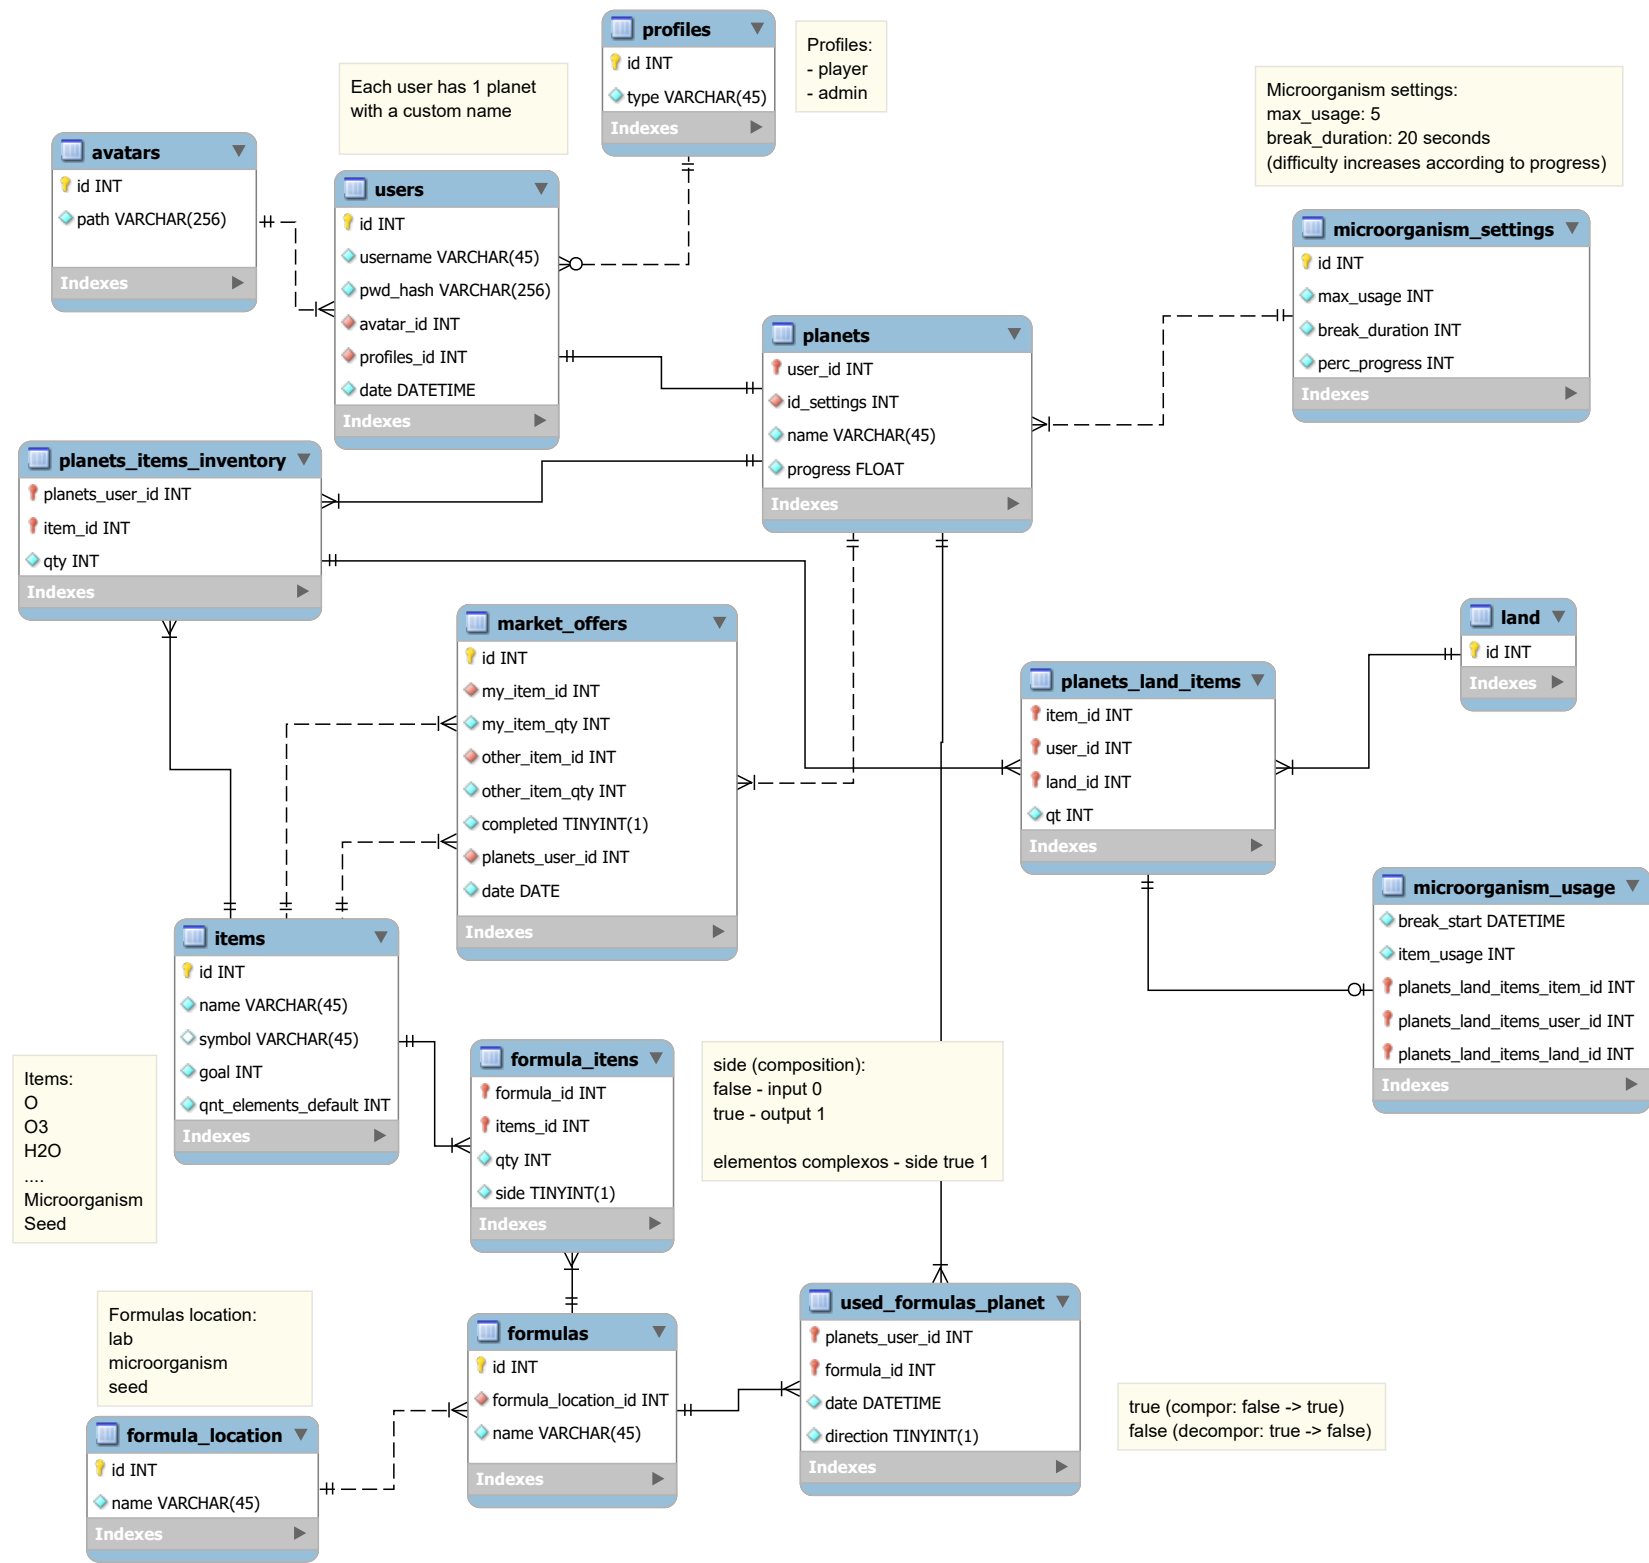 profiles
id INT
type VARCHAR(45)
Indexes
Profiles:
- player
- admin
Each user has 1 planet
with a custom name
Microorganism settings:
max_usage: 5
break_duration: 20 seconds
(difficulty increases according to progress)
avatars
id INT
path VARCHAR(256)
Indexes
users
id INT
username VARCHAR(45)
pwd_hash VARCHAR(256)
avatar_id INT
profiles_id INT
date DATETIME
Indexes
microorganism_settings
id INT
max_usage INT
break_duration INT
perc_progress INT
Indexes
planets
user_id INT
id_settings INT
name VARCHAR(45)
progress FLOAT
Indexes
planets_items_inventory
planets_user_id INT
item_id INT
qty INT
Indexes
market_offers
id INT
my_item_id INT
my_item_qty INT
other_item_id INT
other_item_qty INT
completed TINYINT(1)
planets_user_id INT
date DATE
Indexes
land
id INT
Indexes
planets_land_items
item_id INT
user_id INT
land_id INT
qt INT
Indexes
microorganism_usage
break_start DATETIME
item_usage INT
planets_land_items_item_id INT
planets_land_items_user_id INT
planets_land_items_land_id INT
Indexes
items
id INT
name VARCHAR(45)
symbol VARCHAR(45)
goal INT
qnt_elements_default INT
Indexes
Items:
O
O3
H2O
....
Microorganism
Seed
formula_itens
formula_id INT
items_id INT
qty INT
side TINYINT(1)
Indexes
side (composition):
false - input 0
true - output 1
elementos complexos - side true 1
Formulas location:
lab
microorganism
seed
formulas
id INT
formula_location_id INT
name VARCHAR(45)
Indexes
used_formulas_planet
planets_user_id INT
formula_id INT
date DATETIME
direction TINYINT(1)
Indexes
true (compor: false -> true)
false (decompor: true -> false)
formula_location
id INT
name VARCHAR(45)
Indexes